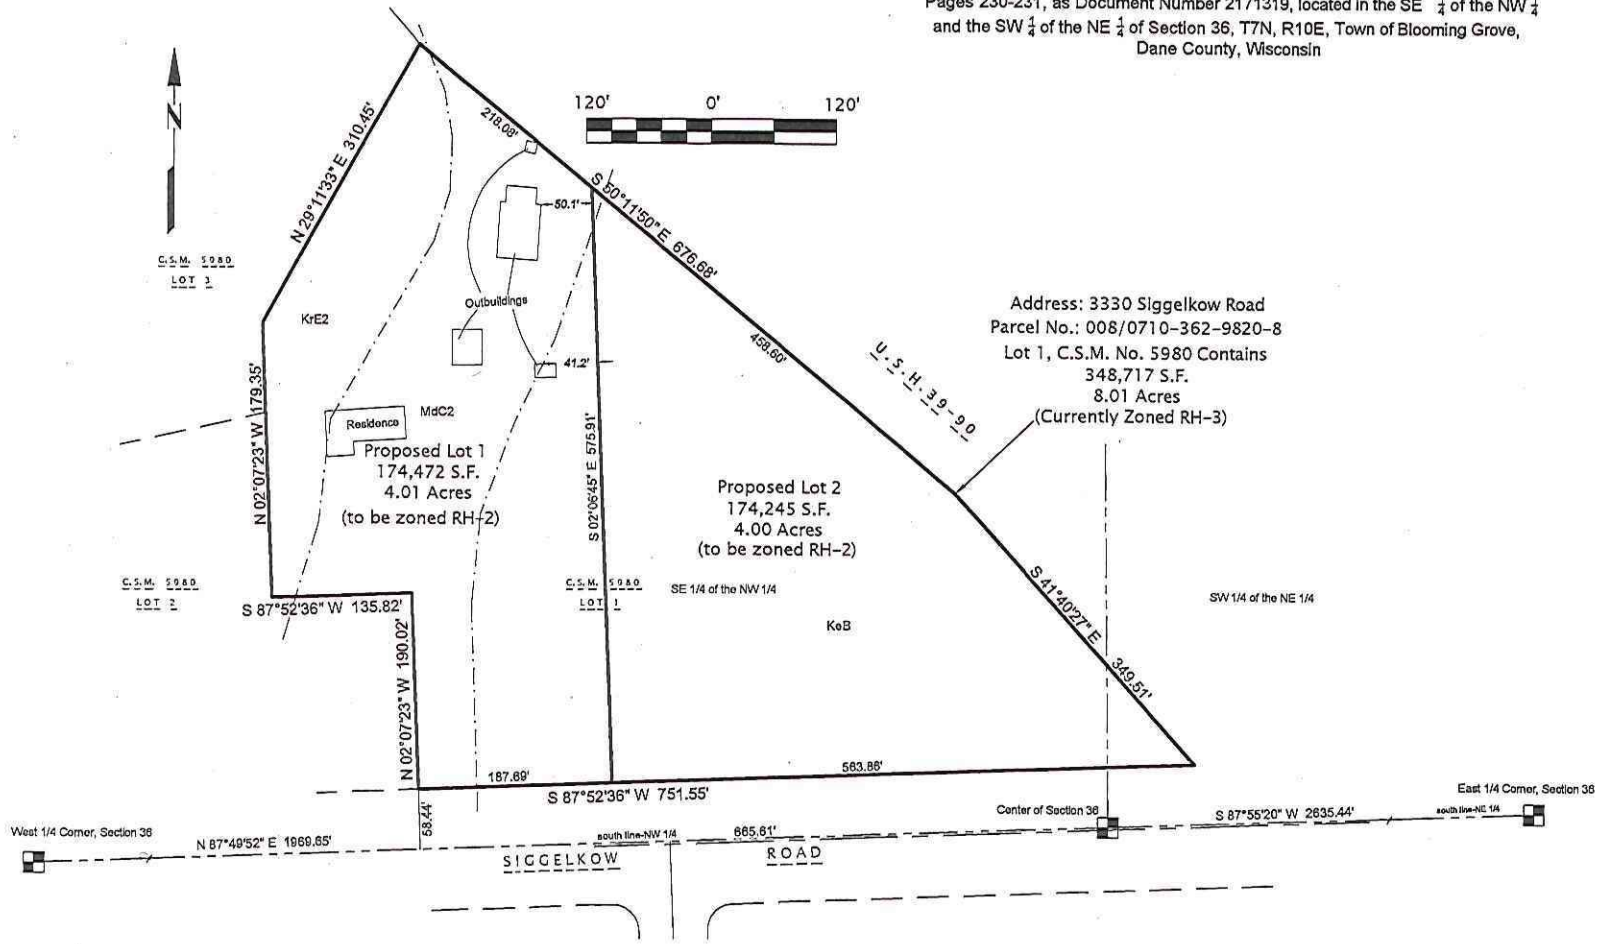 Pages 230-231, as Document Number 2171319, located in the SE 1/4 of the NW 1/4
and the SW 1/4 of the NE 1/4 of Section 36, T7N, R10E, Town of Blooming Grove,
Dane County, Wisconsin
N
120' 0' 120'
218.08'
N 29°11'33" E 310.45'
S 50°11'50" E 676.68'
50.1'
C.S.M. 5980
LOT 3
KrE2
Outbuildings
458.60'
U.S.H. 39-90
Address: 3330 Siggelkow Road
Parcel No.: 008/0710-362-9820-8
Lot 1, C.S.M. No. 5980 Contains
348,717 S.F.
8.01 Acres
(Currently Zoned RH-3)
41.2'
N 02°07'23" W 179.35'
MdC2
Residence
Proposed Lot 1
174,472 S.F.
4.01 Acres
(to be zoned RH-2)
S 02°06'45" E 575.91'
Proposed Lot 2
174,245 S.F.
4.00 Acres
(to be zoned RH-2)
C.S.M. 5980
LOT 2
S 87°52'36" W 135.82'
C.S.M. 5980
LOT 1
SE 1/4 of the NW 1/4
SW 1/4 of the NE 1/4
KeB
S 41°40'27" E 349.51'
N 02°07'23" W 190.02'
187.69'
563.86'
S 87°52'36" W 751.55'
58.44'
West 1/4 Corner, Section 36
N 87°49'52" E 1969.65'
south line-NW 1/4
665.61'
Center of Section 36
S 87°55'20" W 2635.44'
south line-NE 1/4
East 1/4 Corner, Section 36
SIGGELKOW ROAD